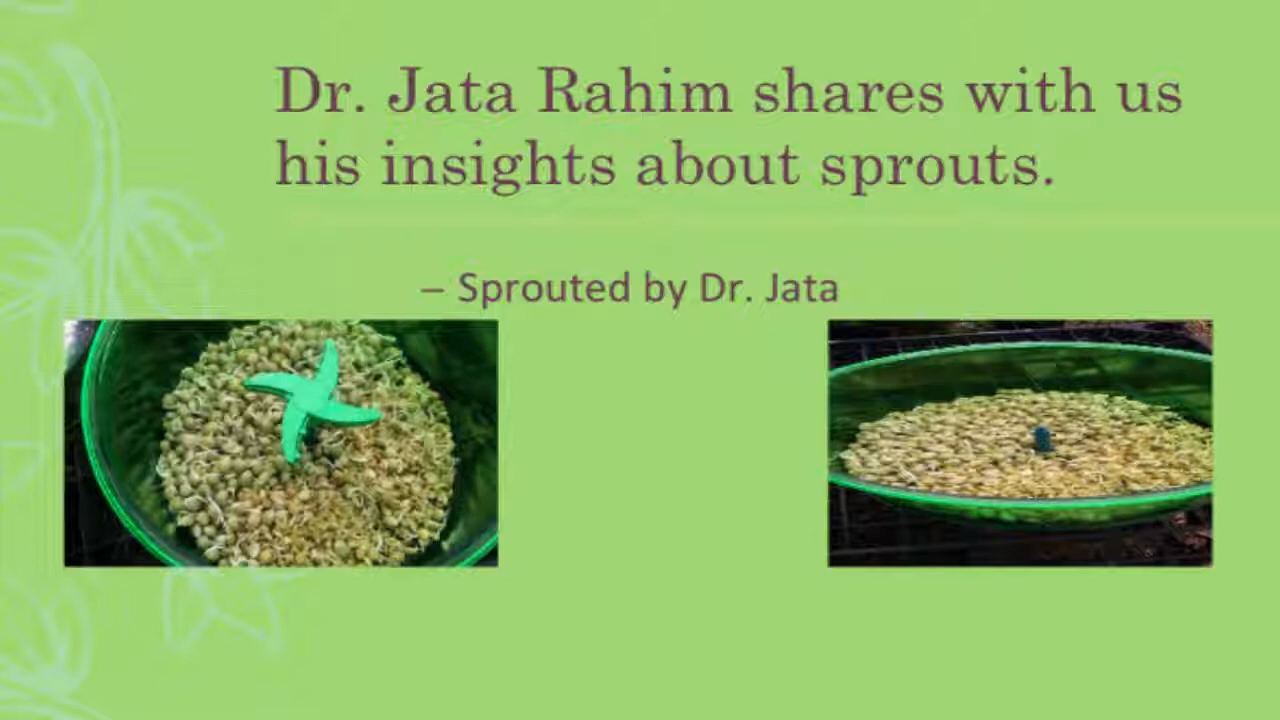 Dr. Jata Rahim shares with us
his insights about sprouts.
– Sprouted by Dr. Jata